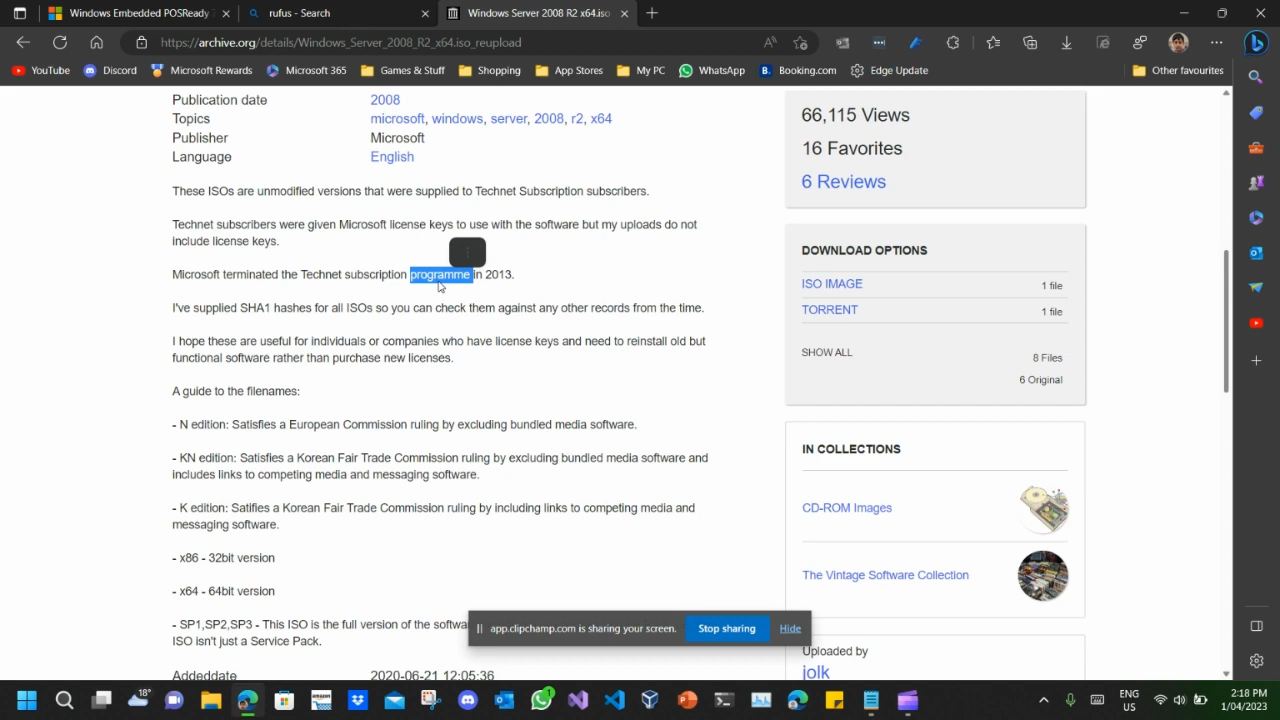 Windows Embedded POSReady
rufus - Search
Windows Server 2008 R2 x64.iso
https://archive.org/details/Windows_Server_2008_R2_x64.iso_reupload
YouTube
Discord
Microsoft Rewards
Microsoft 365
Games & Stuff
Shopping
App Stores
My PC
WhatsApp
B. Booking.com
Edge Update
Other favourites
Publication date 2008
Topics microsoft, windows, server, 2008, r2, x64
Publisher Microsoft
Language English
These ISOs are unmodified versions that were supplied to Technet Subscription subscribers.
Technet subscribers were given Microsoft license keys to use with the software but my uploads do not
include license keys.
Microsoft terminated the Technet subscription programme in 2013.
I've supplied SHA1 hashes for all ISOs so you can check them against any other records from the time.
I hope these are useful for individuals or companies who have license keys and need to reinstall old but
functional software rather than purchase new licenses.
A guide to the filenames:
- N edition: Satisfies a European Commission ruling by excluding bundled media software.
- KN edition: Satisfies a Korean Fair Trade Commission ruling by excluding bundled media software and
includes links to competing media and messaging software.
- K edition: Satifies a Korean Fair Trade Commission ruling by including links to competing media and
messaging software.
- x86 - 32bit version
- x64 - 64bit version
- SP1,SP2,SP3 - This ISO is the full version of the softwa
ISO isn't just a Service Pack.
Addeddate 2020-06-21 12:05:36
66,115 Views
16 Favorites
6 Reviews
DOWNLOAD OPTIONS
ISO IMAGE 1 file
TORRENT 1 file
SHOW ALL 8 Files
6 Original
IN COLLECTIONS
CD-ROM Images
The Vintage Software Collection
Uploaded by
jolk
app.clipchamp.com is sharing your screen. Stop sharing Hide
18°
1
ENG
US
2:18 PM
1/04/2023